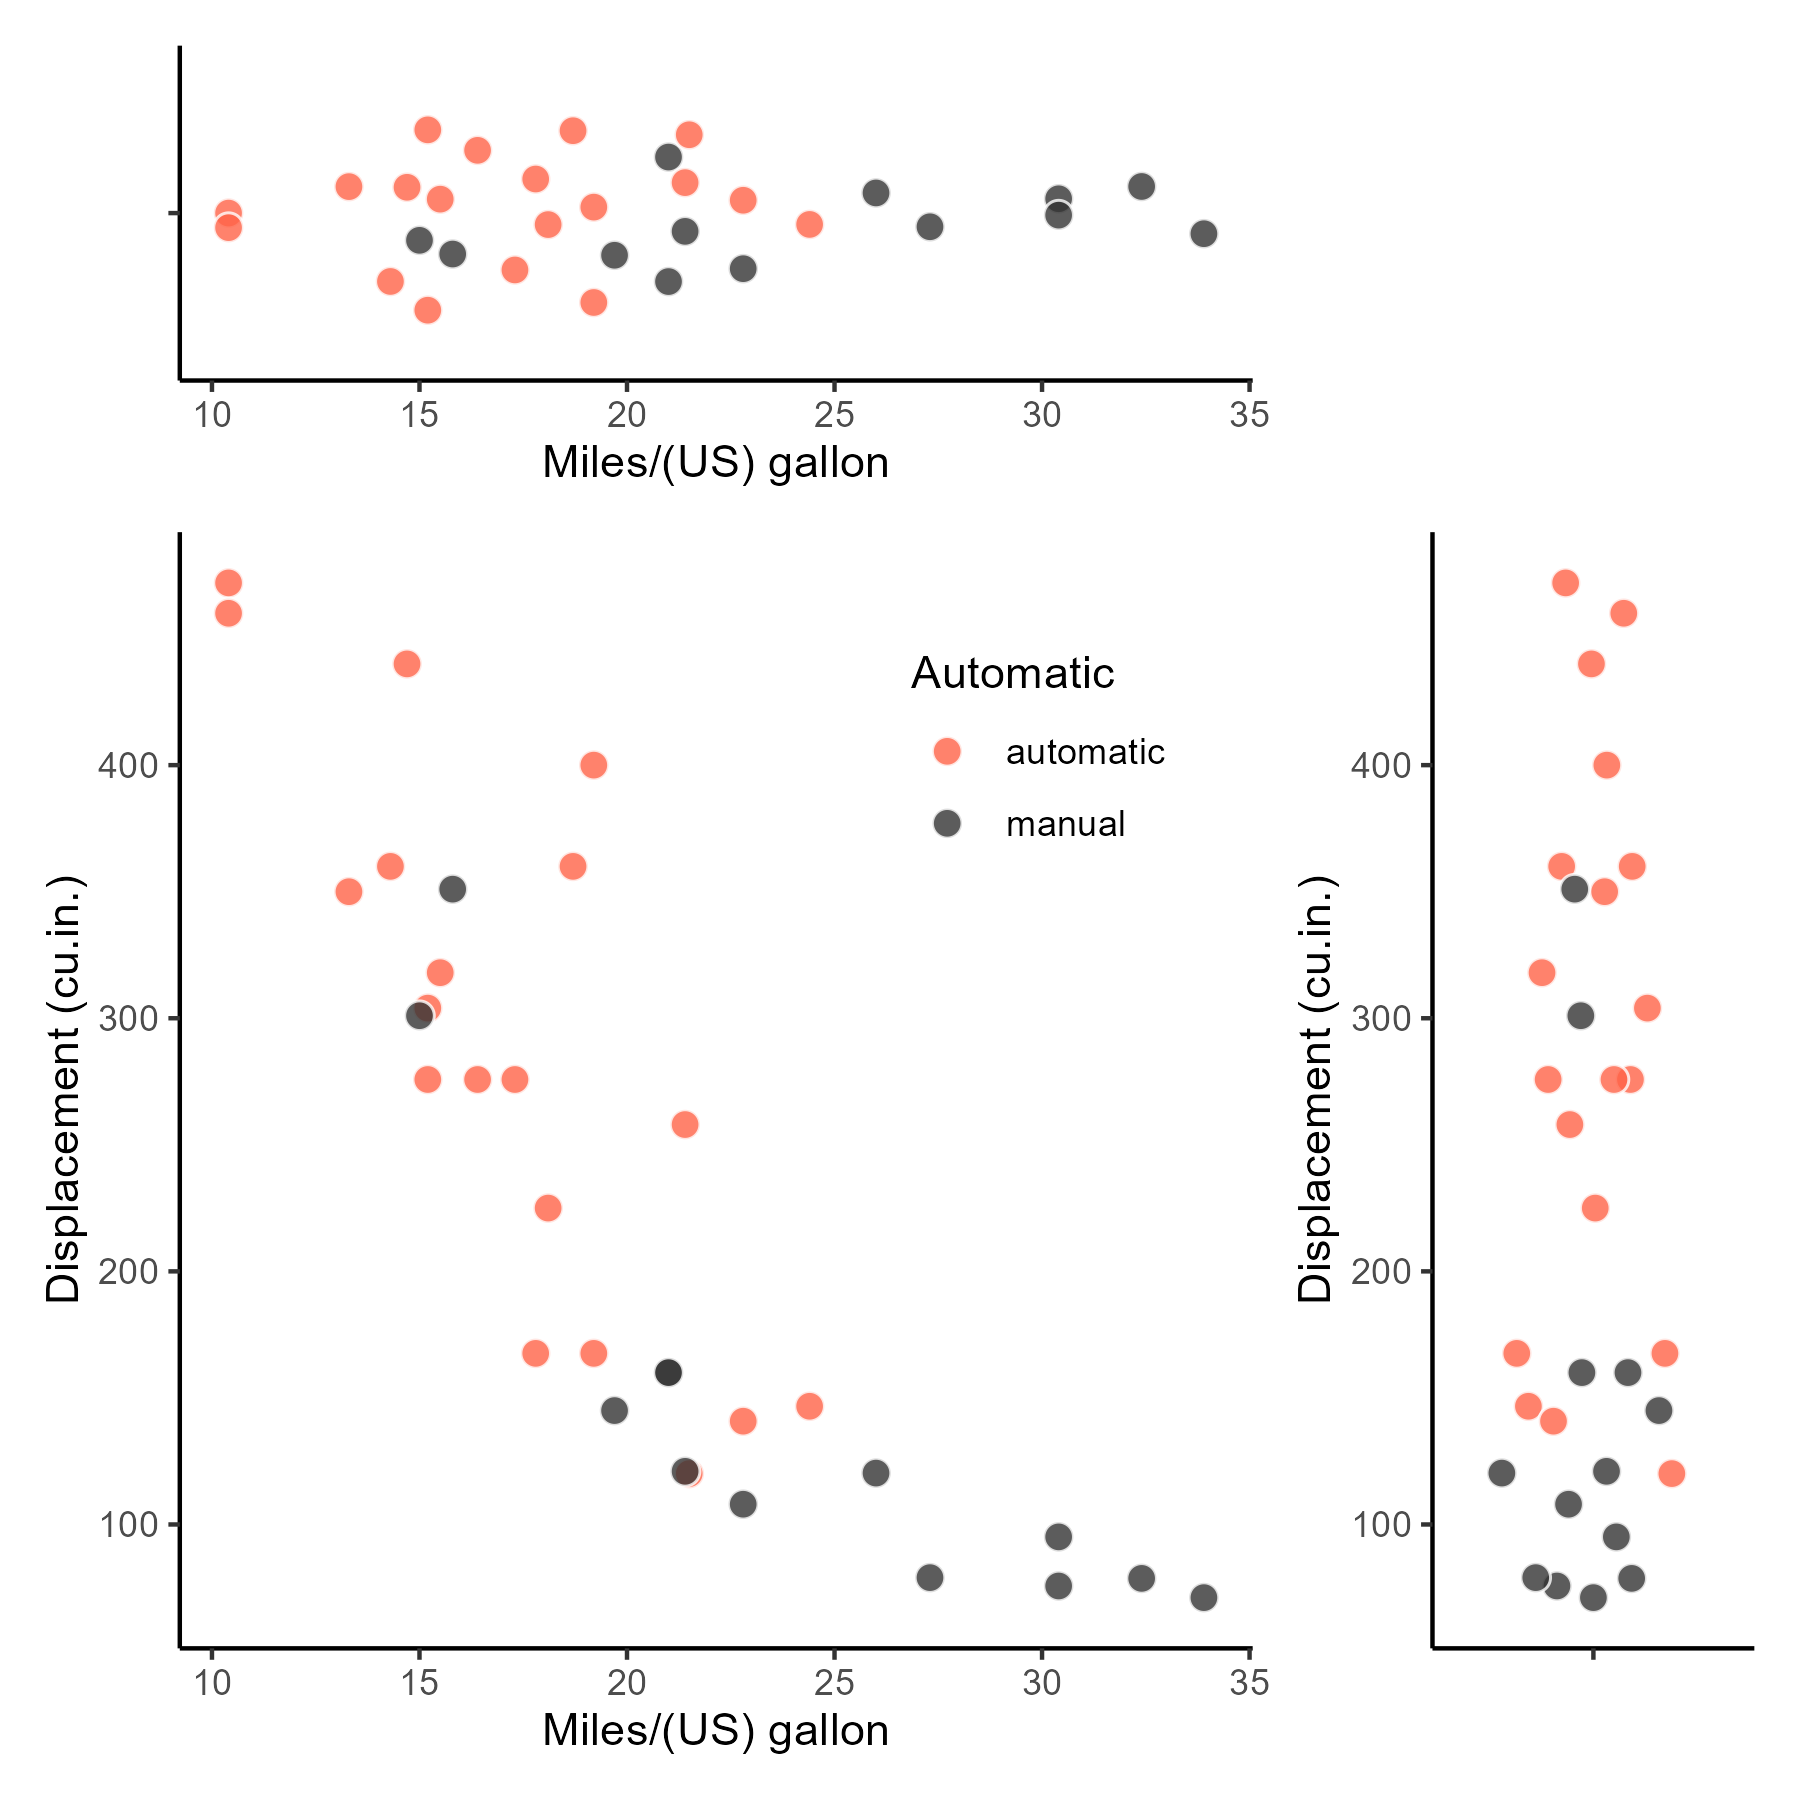 10 15 20 25 30 35
Miles/(US) gallon
Automatic
automatic
manual
400
300
200
100
Displacement (cu.in.)
10 15 20 25 30 35
Miles/(US) gallon
400
300
200
100
Displacement (cu.in.)